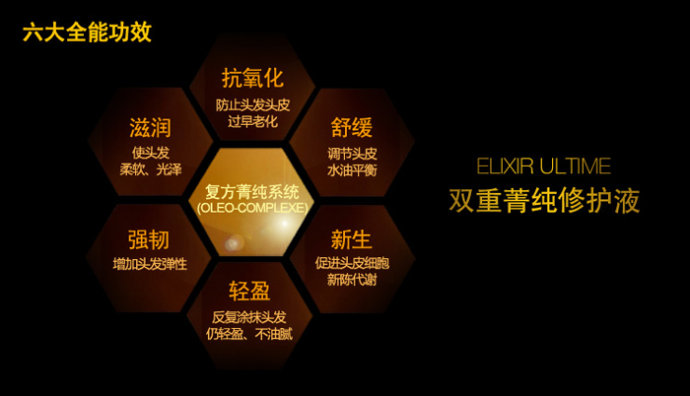 六大全能功效
抗氧化
防止头发头皮
过早老化
滋润
使头发
柔软、光泽
舒缓
调节头皮
水油平衡
复方菁纯系统
(OLEO-COMPLEXE)
强韧
增加头发弹性
新生
促进头皮细胞
新陈代谢
轻盈
反复涂抹头发
仍轻盈、不油腻
ELIXIR ULTIME
双重菁纯修护液